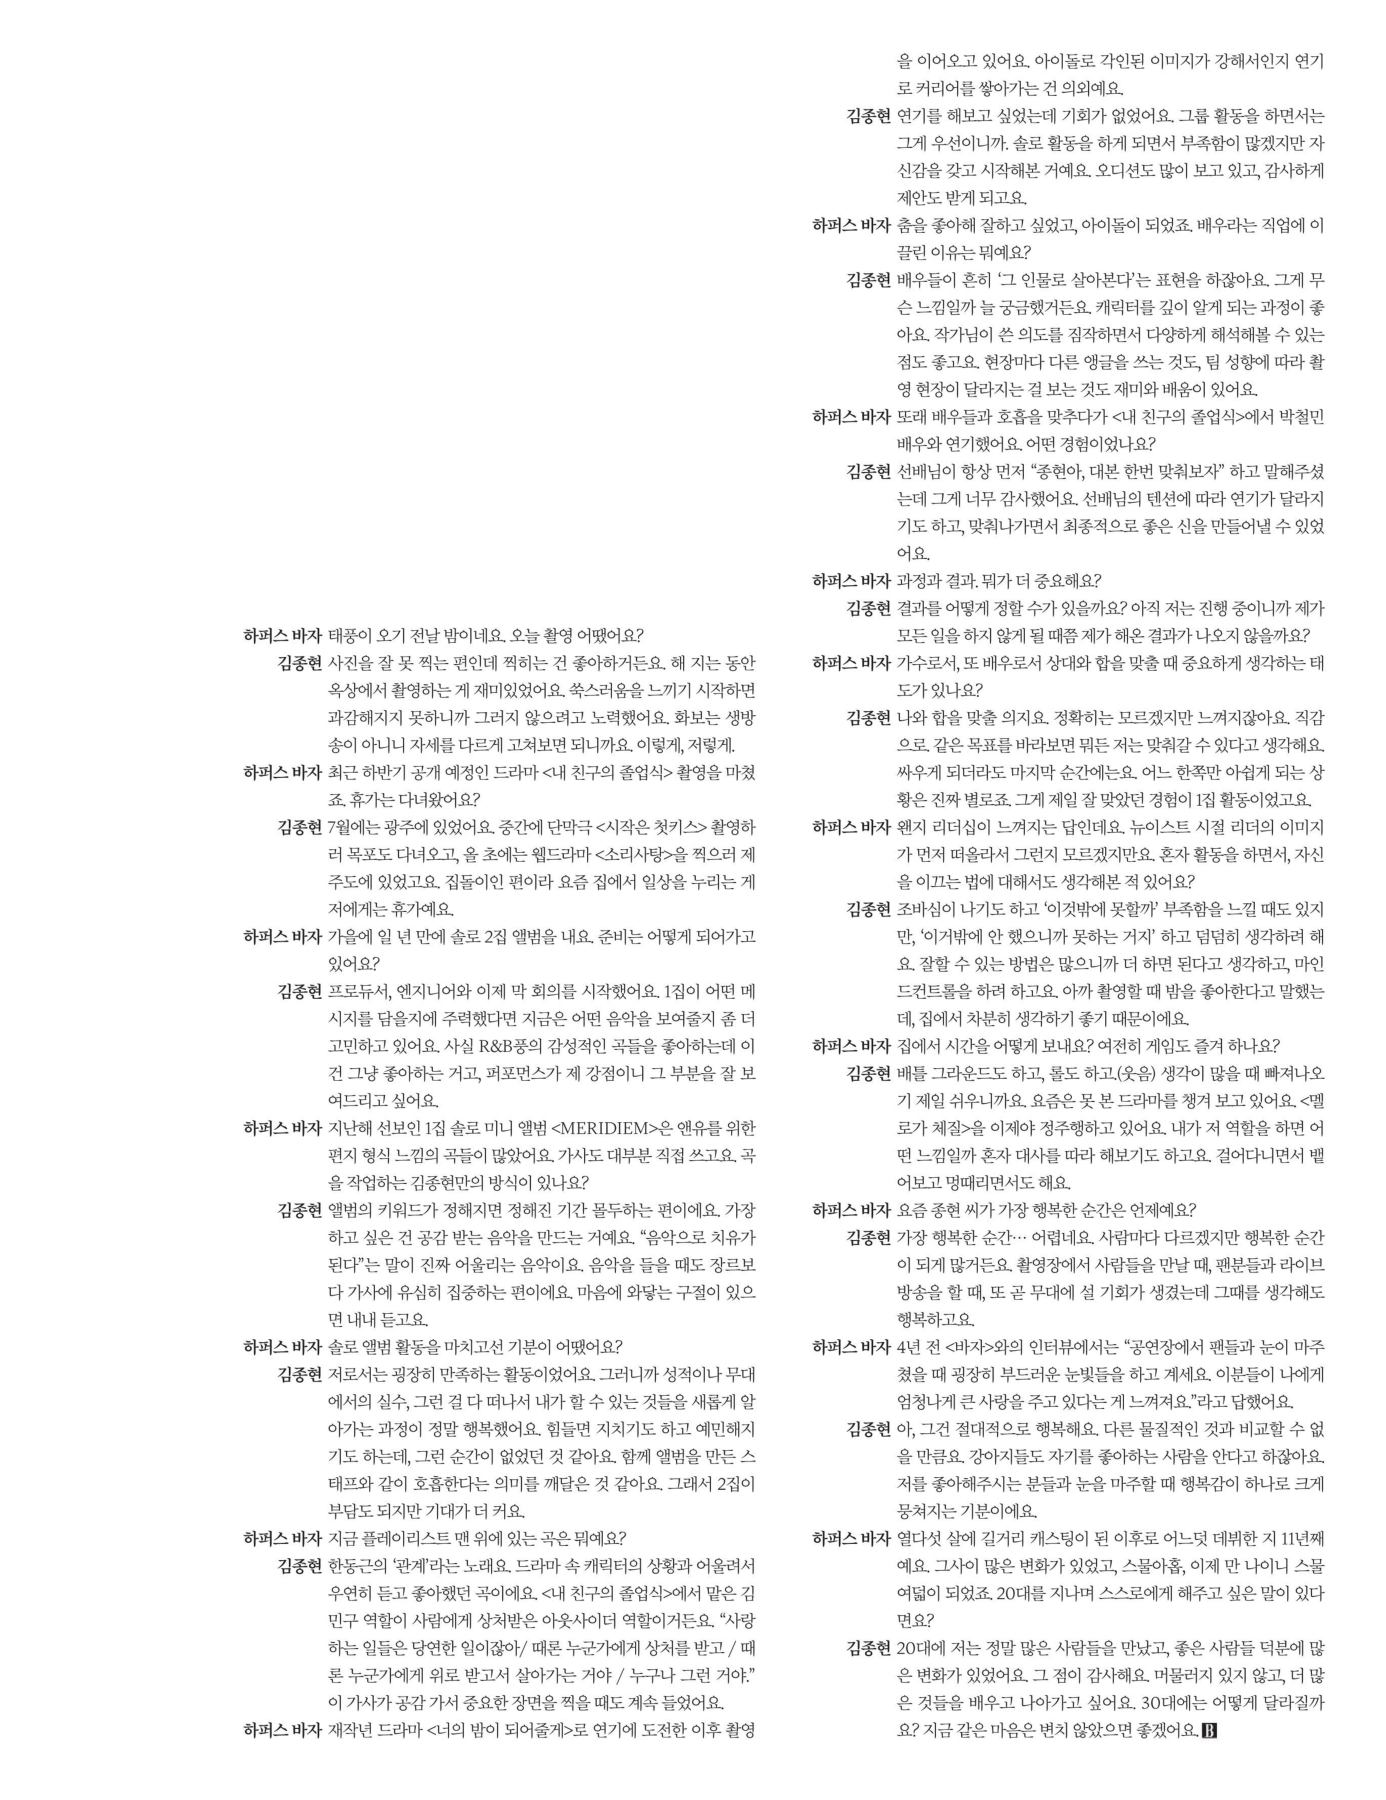 하퍼스 바자 태풍이 오기 전날 밤이네요. 오늘 촬영 어땠어요?
김종현 사진을 잘 못 찍는 편인데 찍히는 건 좋아하거든요. 해 지는 동안
옥상에서 촬영하는 게 재미있었어요. 쑥스러움을 느끼기 시작하면
과감해지지 못하니까 그러지 않으려고 노력했어요. 화보는 생방
송이 아니니 자세를 다르게 고쳐보면 되니까요. 이렇게, 저렇게.
하퍼스 바자 최근 하반기 공개 예정인 드라마 <내 친구의 졸업식> 촬영을 마쳤
죠. 휴가는 다녀왔어요?
김종현 7월에는 광주에 있었어요. 중간에 단막극 <시작은 첫키스> 촬영하
러 목포도 다녀오고, 올 초에는 웹드라마 <소리사탕>을 찍으러 제
주도에 있었고요. 집돌이인 편이라 요즘 집에서 일상을 누리는 게
저에게는 휴가예요.
하퍼스 바자 가을에 일 년 만에 솔로 2집 앨범을 내요. 준비는 어떻게 되어가고
있어요?
김종현 프로듀서, 엔지니어와 이제 막 회의를 시작했어요. 1집이 어떤 메
시지를 담을지에 주력했다면 지금은 어떤 음악을 보여줄지 좀 더
고민하고 있어요. 사실 R&B풍의 감성적인 곡들을 좋아하는데 이
건 그냥 좋아하는 거고, 퍼포먼스가 제 강점이니 그 부분을 잘 보
여드리고 싶어요.
하퍼스 바자 지난해 선보인 1집 솔로 미니 앨범 <MERIDIEM>은 앤유를 위한
편지 형식 느낌의 곡들이 많았어요. 가사도 대부분 직접 쓰고요. 곡
을 작업하는 김종현만의 방식이 있나요?
김종현 앨범의 키워드가 정해지면 정해진 기간 몰두하는 편이에요. 가장
하고 싶은 건 공감 받는 음악을 만드는 거예요. “음악으로 치유가
된다”는 말이 진짜 어울리는 음악이요. 음악을 들을 때도 장르보
다 가사에 유심히 집중하는 편이에요. 마음에 와닿는 구절이 있으
면 내내 듣고요.
하퍼스 바자 솔로 앨범 활동을 마치고선 기분이 어땠어요?
김종현 저로서는 굉장히 만족하는 활동이었어요. 그러니까 성적이나 무대
에서의 실수, 그런 걸 다 떠나서 내가 할 수 있는 것들을 새롭게 알
아가는 과정이 정말 행복했어요. 힘들면 지치기도 하고 예민해지
기도 하는데, 그런 순간이 없었던 것 같아요. 함께 앨범을 만든 스
태프와 같이 호흡한다는 의미를 깨달은 것 같아요. 그래서 2집이
부담도 되지만 기대가 더 커요.
하퍼스 바자 지금 플레이리스트 맨 위에 있는 곡은 뭐예요?
김종현 한동근의 ‘관계’라는 노래요. 드라마 속 캐릭터의 상황과 어울려서
우연히 듣고 좋아했던 곡이에요. <내 친구의 졸업식>에서 맡은 김
민구 역할이 사람에게 상처받은 아웃사이더 역할이거든요. “사랑
하는 일들은 당연한 일이잖아/ 때론 누군가에게 상처를 받고 / 때
론 누군가에게 위로 받고서 살아가는 거야 / 누구나 그런 거야.”
이 가사가 공감 가서 중요한 장면을 찍을 때도 계속 들었어요.
하퍼스 바자 재작년 드라마 <너의 밤이 되어줄게>로 연기에 도전한 이후 촬영
을 이어오고 있어요. 아이돌로 각인된 이미지가 강해서인지 연기
로 커리어를 쌓아가는 건 의외예요.
김종현 연기를 해보고 싶었는데 기회가 없었어요. 그룹 활동을 하면서는
그게 우선이니까. 솔로 활동을 하게 되면서 부족함이 많겠지만 자
신감을 갖고 시작해본 거예요. 오디션도 많이 보고 있고, 감사하게
제안도 받게 되고요.
하퍼스 바자 춤을 좋아해 잘하고 싶었고, 아이돌이 되었죠. 배우라는 직업에 이
끌린 이유는 뭐예요?
김종현 배우들이 흔히 ‘그 인물로 살아본다’는 표현을 하잖아요. 그게 무
슨 느낌일까 늘 궁금했거든요. 캐릭터를 깊이 알게 되는 과정이 좋
아요. 작가님이 쓴 의도를 짐작하면서 다양하게 해석해볼 수 있는
점도 좋고요. 현장마다 다른 앵글을 쓰는 것도, 팀 성향에 따라 촬
영 현장이 달라지는 걸 보는 것도 재미와 배움이 있어요.
하퍼스 바자 또래 배우들과 호흡을 맞추다가 <내 친구의 졸업식>에서 박철민
배우와 연기했어요. 어떤 경험이었나요?
김종현 선배님이 항상 먼저 “종현아, 대본 한번 맞춰보자” 하고 말해주셨
는데 그게 너무 감사했어요. 선배님의 텐션에 따라 연기가 달라지
기도 하고, 맞춰나가면서 최종적으로 좋은 신을 만들어낼 수 있었
어요.
하퍼스 바자 과정과 결과. 뭐가 더 중요해요?
김종현 결과를 어떻게 정할 수가 있을까요? 아직 저는 진행 중이니까 제가
모든 일을 하지 않게 될 때쯤 제가 해온 결과가 나오지 않을까요?
하퍼스 바자 가수로서, 또 배우로서 상대와 합을 맞출 때 중요하게 생각하는 태
도가 있나요?
김종현 나와 합을 맞출 의지요. 정확히는 모르겠지만 느껴지잖아요. 직감
으로. 같은 목표를 바라보면 뭐든 저는 맞춰갈 수 있다고 생각해요.
싸우게 되더라도 마지막 순간에는요. 어느 한쪽만 아쉽게 되는 상
황은 진짜 별로죠. 그게 제일 잘 맞았던 경험이 1집 활동이었고요.
하퍼스 바자 왠지 리더십이 느껴지는 답인데요. 뉴이스트 시절 리더의 이미지
가 먼저 떠올라서 그런지 모르겠지만요. 혼자 활동을 하면서, 자신
을 이끄는 법에 대해서도 생각해본 적 있어요?
김종현 조바심이 나기도 하고 ‘이것밖에 못할까’ 부족함을 느낄 때도 있지
만, ‘이거밖에 안 했으니까 못하는 거지’ 하고 덤덤히 생각하려 해
요. 잘할 수 있는 방법은 많으니까 더 하면 된다고 생각하고, 마인
드컨트롤을 하려 하고요. 아까 촬영할 때 밤을 좋아한다고 말했는
데, 집에서 차분히 생각하기 좋기 때문이에요.
하퍼스 바자 집에서 시간을 어떻게 보내요? 여전히 게임도 즐겨 하나요?
김종현 배틀 그라운드도 하고, 롤도 하고.(웃음) 생각이 많을 때 빠져나오
기 제일 쉬우니까요. 요즘은 못 본 드라마를 챙겨 보고 있어요. <멜
로가 체질>을 이제야 정주행하고 있어요. 내가 저 역할을 하면 어
떤 느낌일까 혼자 대사를 따라 해보기도 하고요. 걸어다니면서 뱉
어보고 멍때리면서도 해요.
하퍼스 바자 요즘 종현 씨가 가장 행복한 순간은 언제예요?
김종현 가장 행복한 순간… 어렵네요. 사람마다 다르겠지만 행복한 순간
이 되게 많거든요. 촬영장에서 사람들을 만날 때, 팬분들과 라이브
방송을 할 때, 또 곧 무대에 설 기회가 생겼는데 그때를 생각해도
행복하고요.
하퍼스 바자 4년 전 <바자>와의 인터뷰에서는 “공연장에서 팬들과 눈이 마주
쳤을 때 굉장히 부드러운 눈빛들을 하고 계세요. 이분들이 나에게
엄청나게 큰 사랑을 주고 있다는 게 느껴져요.”라고 답했어요.
김종현 아, 그건 절대적으로 행복해요. 다른 물질적인 것과 비교할 수 없
을 만큼요. 강아지들도 자기를 좋아하는 사람을 안다고 하잖아요.
저를 좋아해주시는 분들과 눈을 마주할 때 행복감이 하나로 크게
뭉쳐지는 기분이에요.
하퍼스 바자 열다섯 살에 길거리 캐스팅이 된 이후로 어느덧 데뷔한 지 11년째
예요. 그사이 많은 변화가 있었고, 스물아홉, 이제 만 나이니 스물
여덟이 되었죠. 20대를 지나며 스스로에게 해주고 싶은 말이 있다
면요?
김종현 20대에 저는 정말 많은 사람들을 만났고, 좋은 사람들 덕분에 많
은 변화가 있었어요. 그 점이 감사해요. 머물러지 있지 않고, 더 많
은 것들을 배우고 나아가고 싶어요. 30대에는 어떻게 달라질까
요? 지금 같은 마음은 변치 않았으면 좋겠어요. B